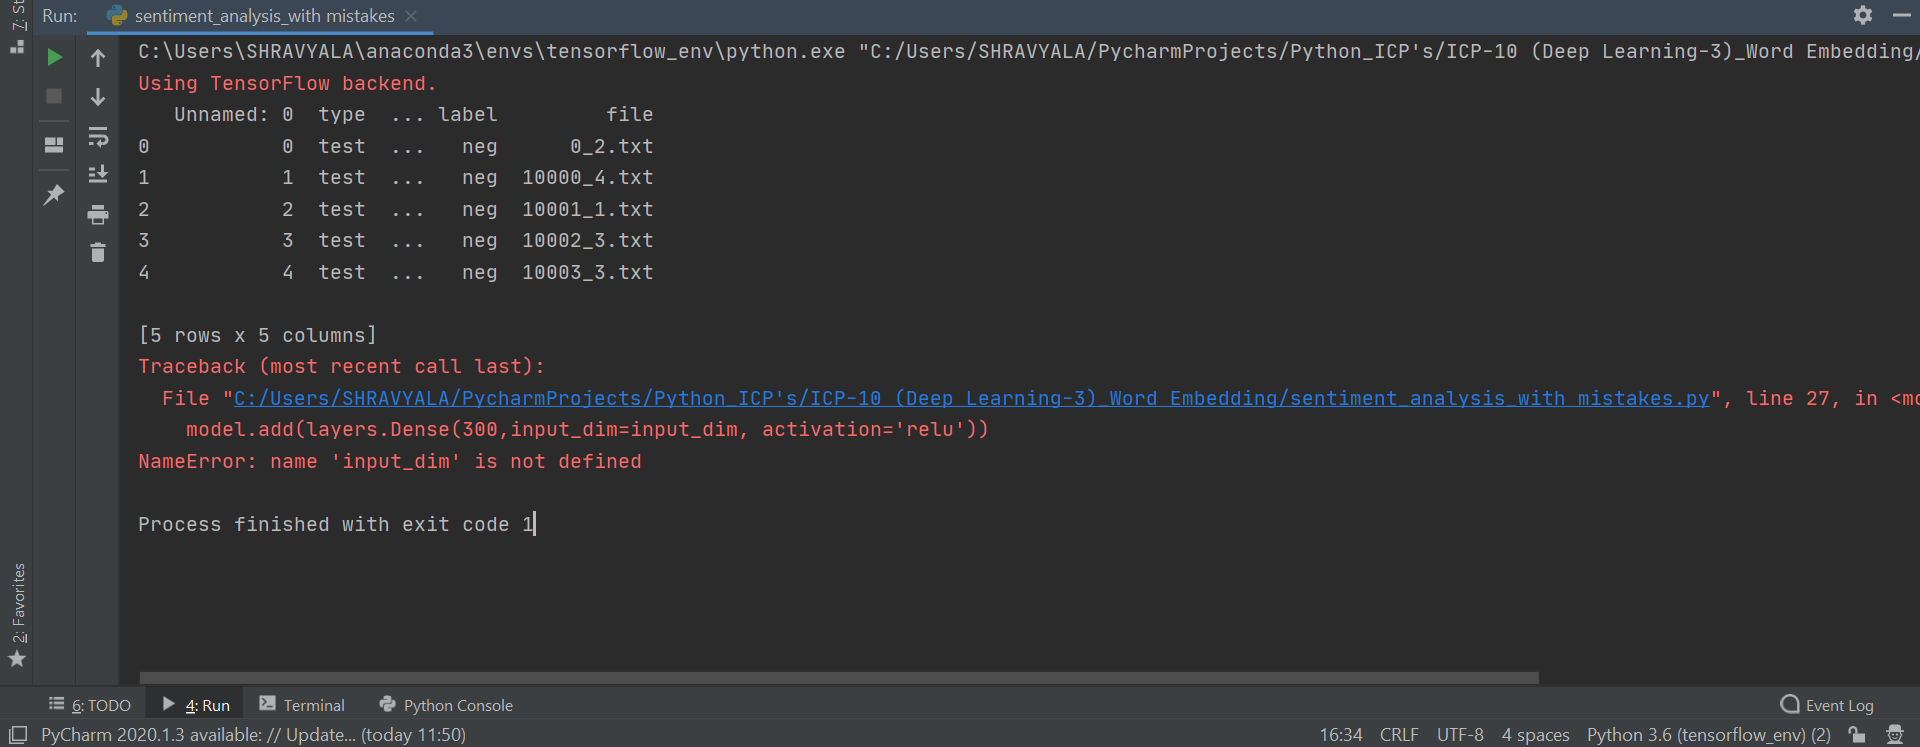 Run: sentiment_analysis_with mistakes
C:\Users\SHRAVYALA\anaconda3\envs\tensorflow_env\python.exe "C:/Users/SHRAVYALA/PycharmProjects/Python_ICP's/ICP-10 (Deep Learning-3)_Word Embedding/
Using TensorFlow backend.
   Unnamed: 0  type  ... label         file
0           0  test  ...   neg      0_2.txt
1           1  test  ...   neg  10000_4.txt
2           2  test  ...   neg  10001_1.txt
3           3  test  ...   neg  10002_3.txt
4           4  test  ...   neg  10003_3.txt
[5 rows x 5 columns]
Traceback (most recent call last):
  File "C:/Users/SHRAVYALA/PycharmProjects/Python_ICP's/ICP-10 (Deep Learning-3)_Word Embedding/sentiment_analysis_with mistakes.py", line 27, in <mo
    model.add(layers.Dense(300,input_dim=input_dim, activation='relu'))
NameError: name 'input_dim' is not defined
Process finished with exit code 1
7: St
2: Favorites
6: TODO 4: Run Terminal Python Console Event Log
PyCharm 2020.1.3 available: // Update... (today 11:50) 16:34 CRLF UTF-8 4 spaces Python 3.6 (tensorflow_env) (2)